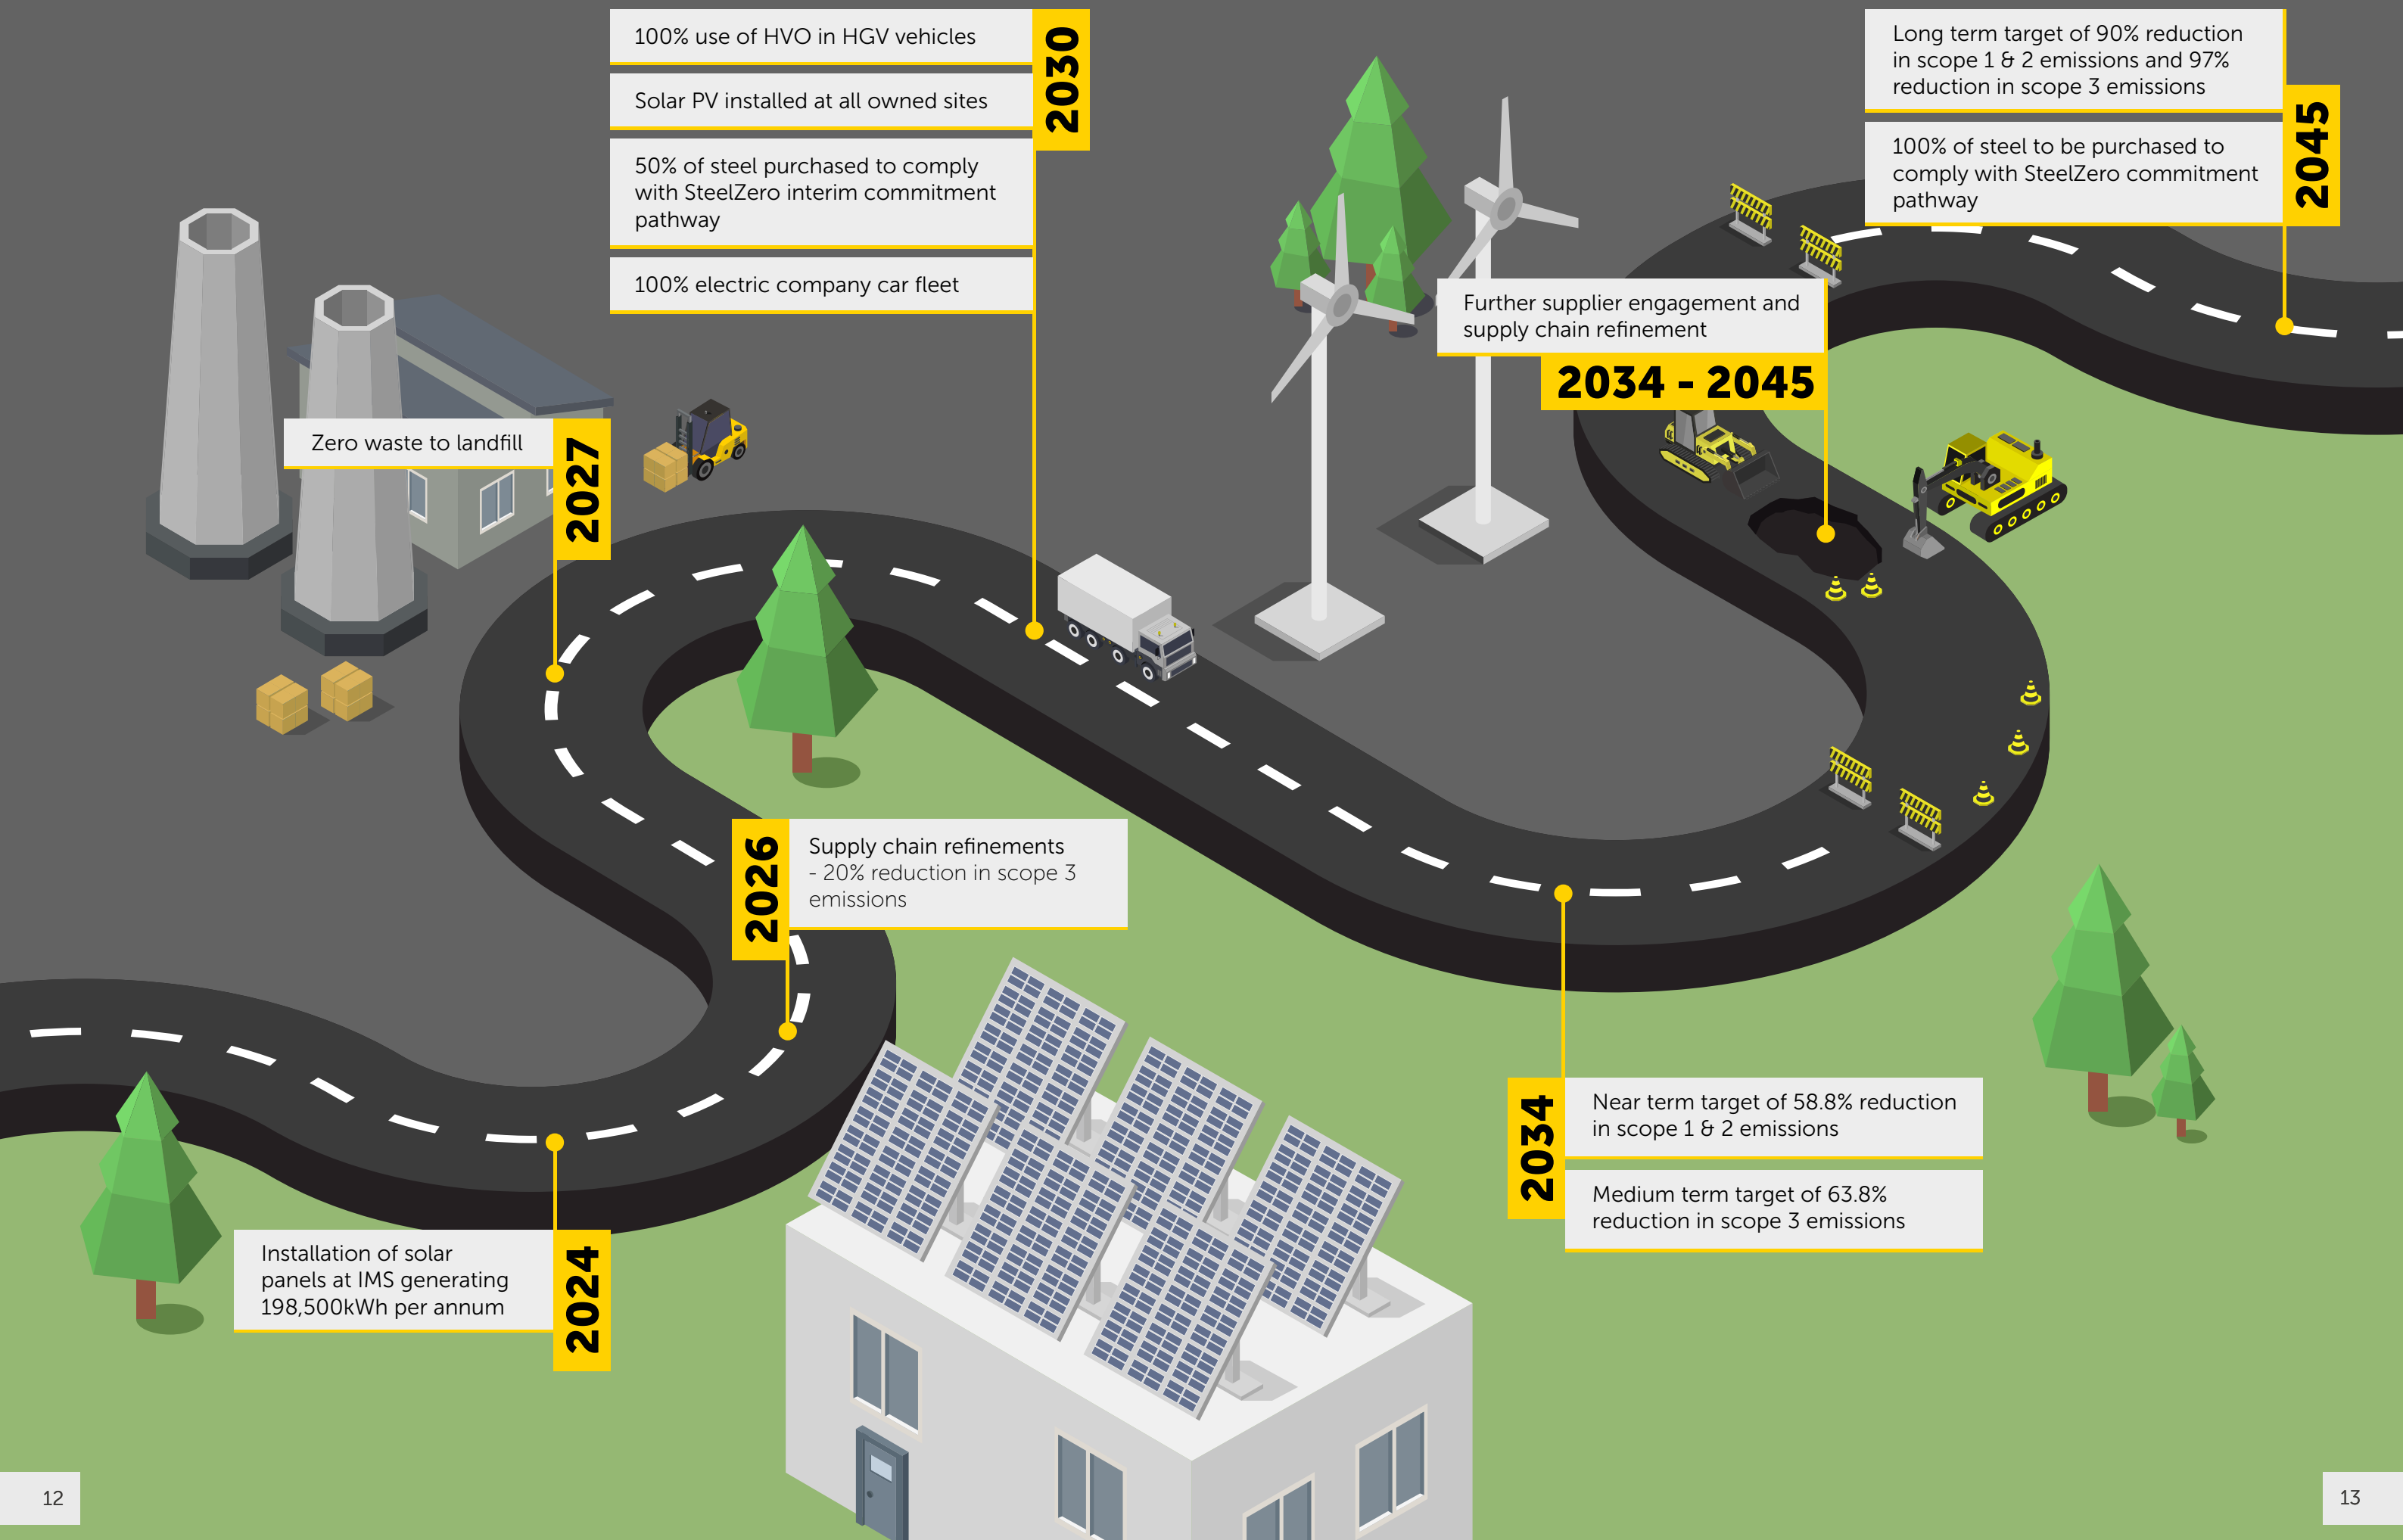 100% use of HVO in HGV vehicles
Solar PV installed at all owned sites
50% of steel purchased to comply
with SteelZero interim commitment
pathway
100% electric company car fleet
2030
Long term target of 90% reduction
in scope 1 & 2 emissions and 97%
reduction in scope 3 emissions
100% of steel to be purchased to
comply with SteelZero commitment
pathway
2045
Further supplier engagement and
supply chain refinement
2034 - 2045
Zero waste to landfill
2027
2026
Supply chain refinements
- 20% reduction in scope 3
emissions
2034
Near term target of 58.8% reduction
in scope 1 & 2 emissions
Medium term target of 63.8%
reduction in scope 3 emissions
Installation of solar
panels at IMS generating
198,500kWh per annum
2024
12
13